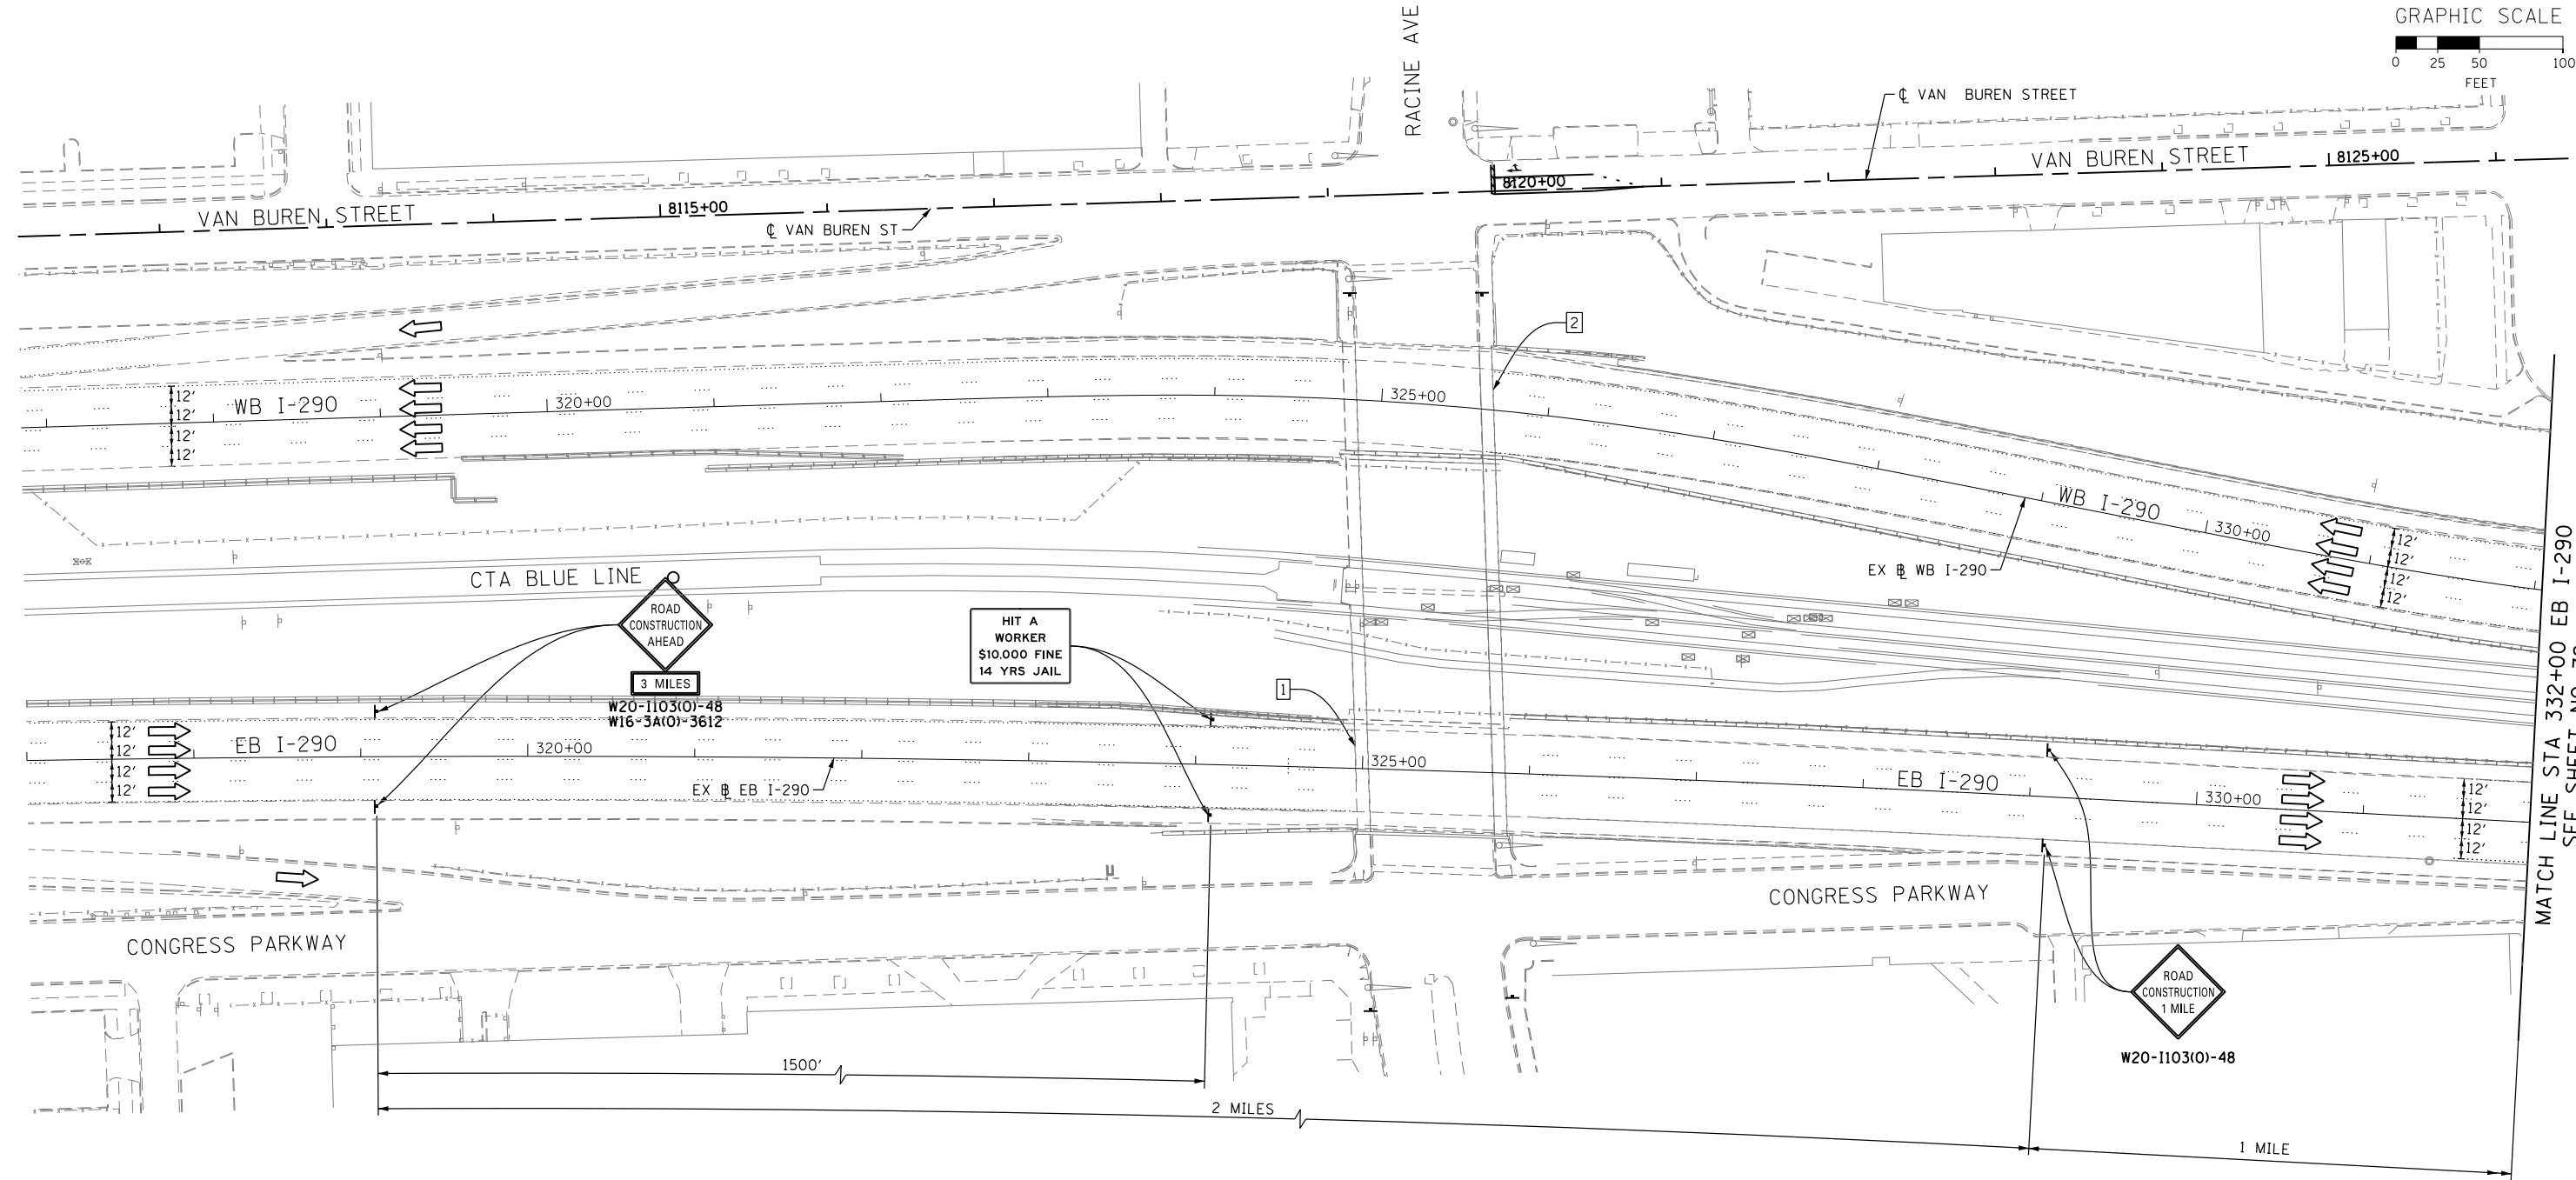 GRAPHIC SCALE
0 25 50 100
FEET
RACINE AVE
℄ VAN BUREN STREET
VAN BUREN STREET
8125+00
8120+00
VAN BUREN STREET
8115+00
℄ VAN BUREN ST
2
12'
12'
12'
12'
WB I-290
320+00
325+00
WB I-290
330+00
12'
12'
12'
12'
EX B WB I-290
CTA BLUE LINE
ROAD
CONSTRUCTION
AHEAD
3 MILES
W20-I103(O)-48
W16-3A(O)-3612
HIT A
WORKER
$10,000 FINE
14 YRS JAIL
1
12'
12'
12'
12'
EB I-290
320+00
EX B EB I-290
325+00
EB I-290
330+00
12'
12'
12'
12'
MATCH LINE STA 332+00 EB I-290
CONGRESS PARKWAY
CONGRESS PARKWAY
ROAD
CONSTRUCTION
1 MILE
W20-I103(O)-48
1500'
2 MILES
1 MILE